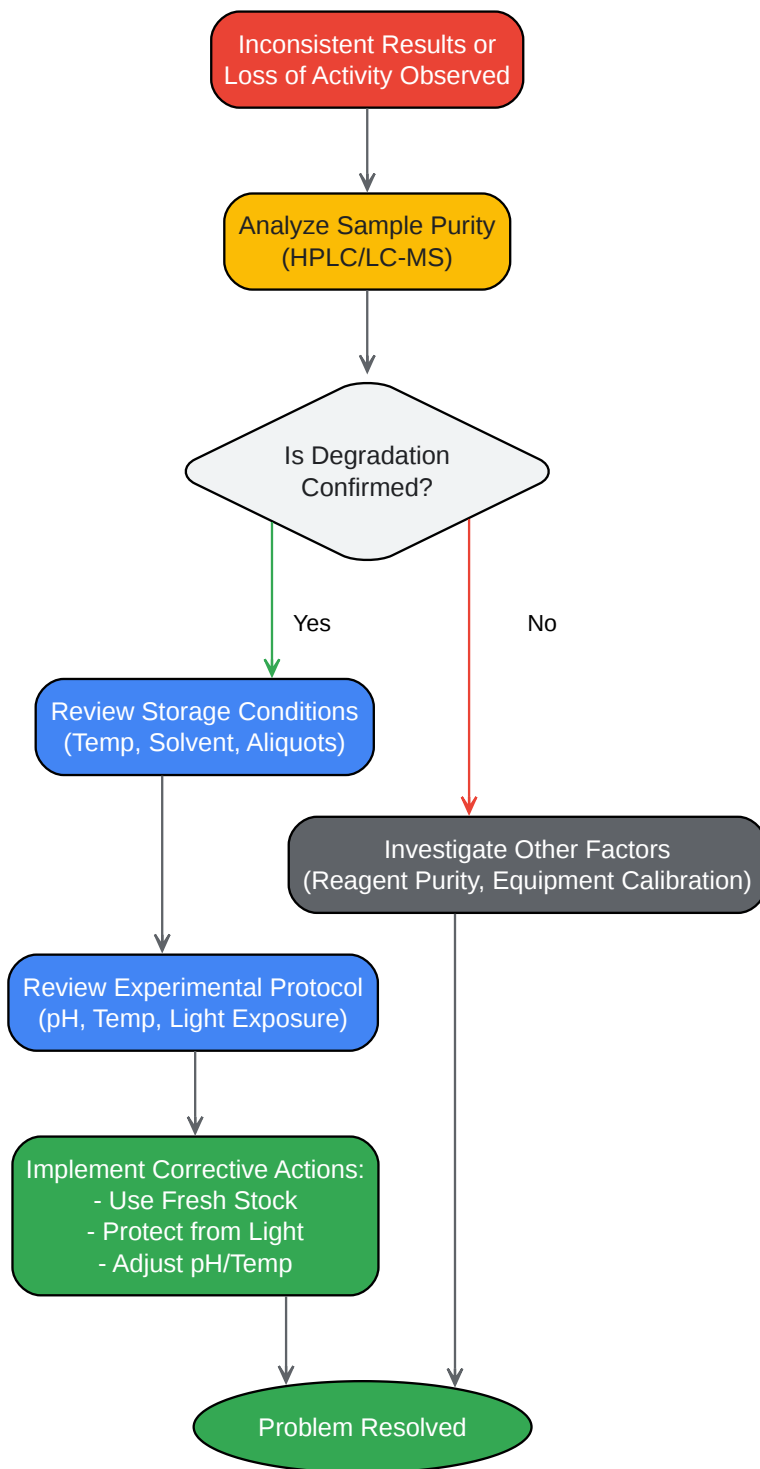 Inconsistent Results or
Loss of Activity Observed
Analyze Sample Purity
(HPLC/LC-MS)
Is Degradation
Confirmed?
Yes
No
Review Storage Conditions
(Temp, Solvent, Aliquots)
Investigate Other Factors
(Reagent Purity, Equipment Calibration)
Review Experimental Protocol
(pH, Temp, Light Exposure)
Implement Corrective Actions:
- Use Fresh Stock
- Protect from Light
- Adjust pH/Temp
Problem Resolved